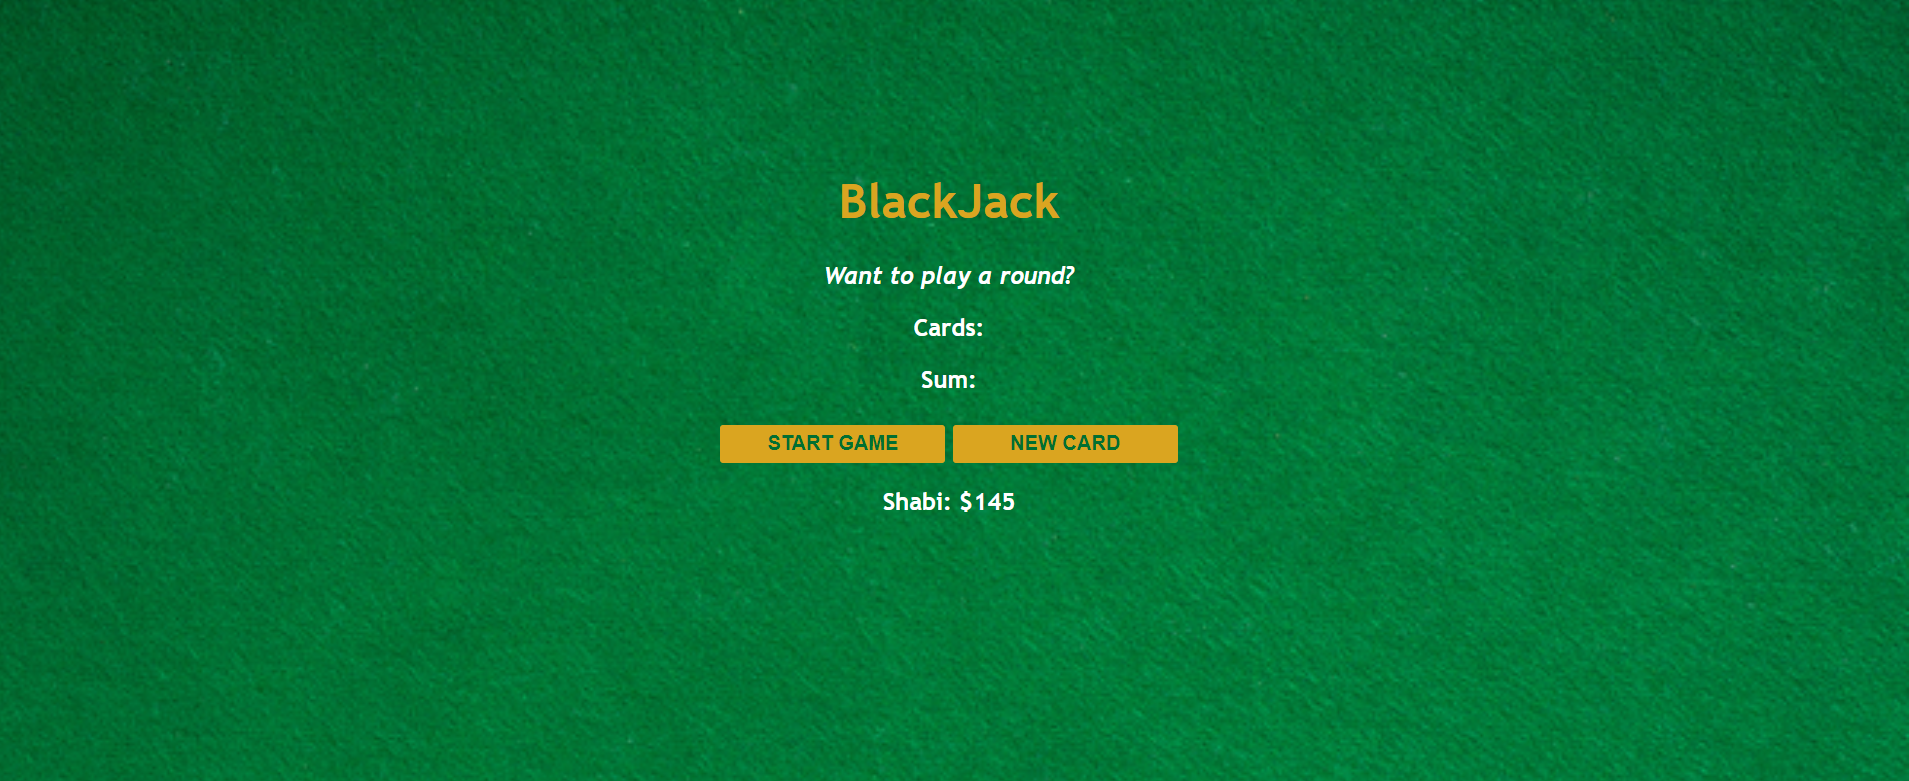 BlackJack
Want to play a round?
Cards:
Sum:
START GAME NEW CARD
Shabi: $145